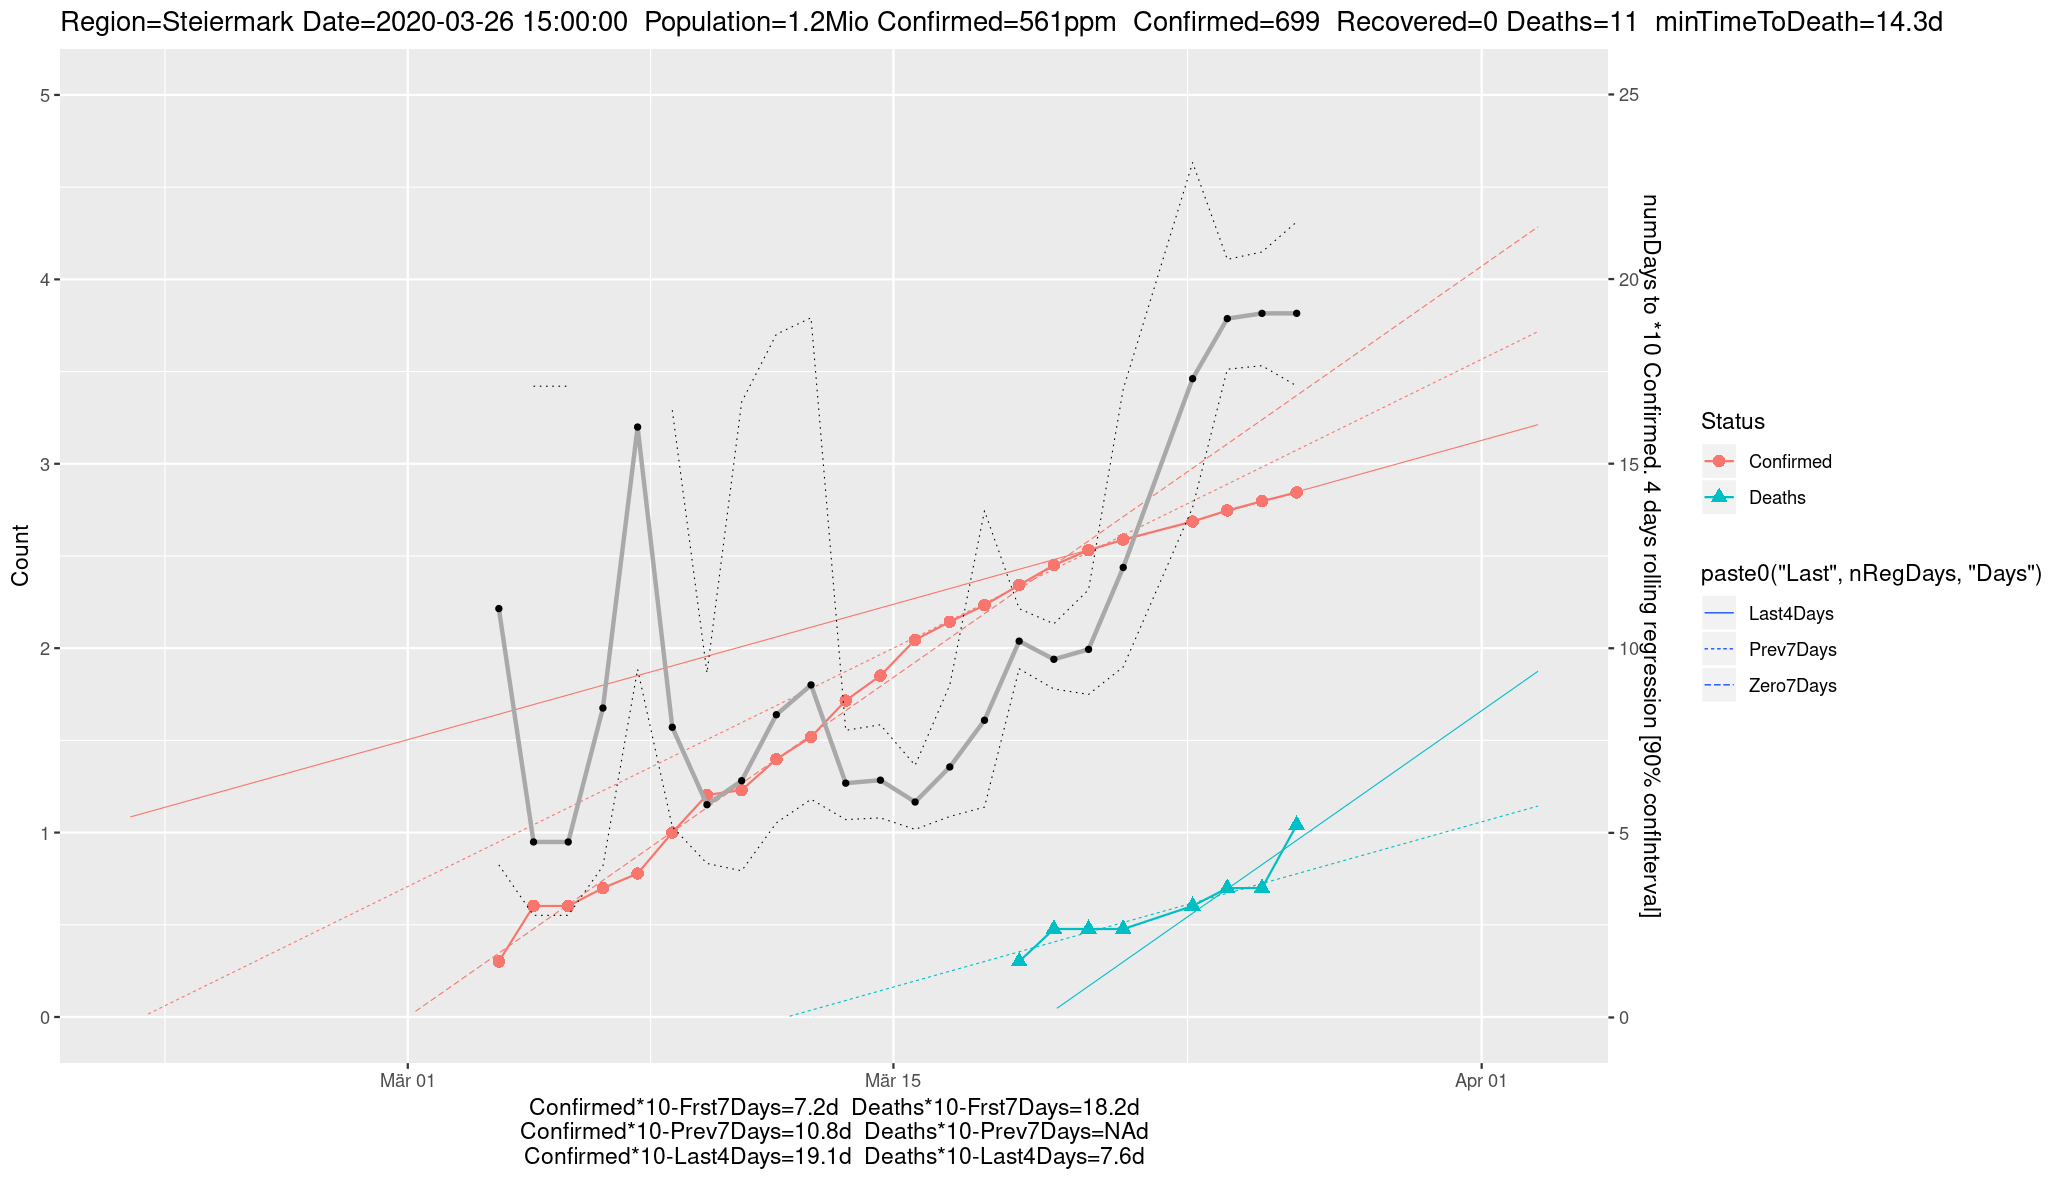 Region=Steiermark Date=2020-03-26 15:00:00  Population=1.2Mio Confirmed=561ppm  Confirmed=699  Recovered=0 Deaths=11  minTimeToDeath=14.3d
Count
5
4
3
2
1
0
25
20
15
10
5
0
numDays to *10 Confirmed. 4 days rolling regression [90% confInterval]
Mär 01
Mär 15
Apr 01
Confirmed*10-Frst7Days=7.2d  Deaths*10-Frst7Days=18.2d
Confirmed*10-Prev7Days=10.8d  Deaths*10-Prev7Days=NAd
Confirmed*10-Last4Days=19.1d  Deaths*10-Last4Days=7.6d
Status
Confirmed
Deaths
paste0("Last", nRegDays, "Days")
Last4Days
Prev7Days
Zero7Days